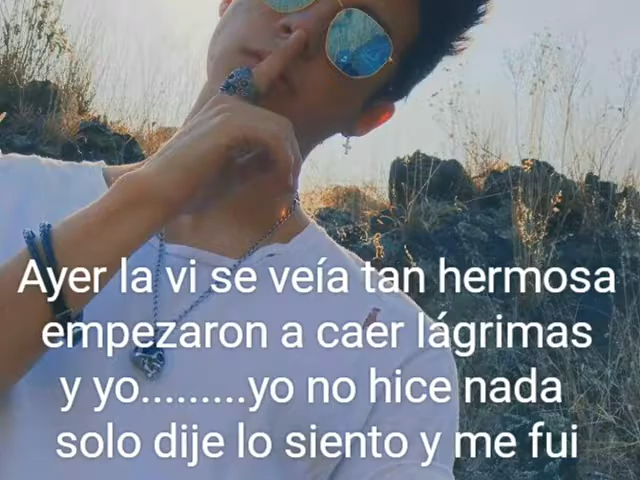 Ayer la vi se veía tan hermosa
empezaron a caer lágrimas
y yo.........yo no hice nada
solo dije lo siento y me fui